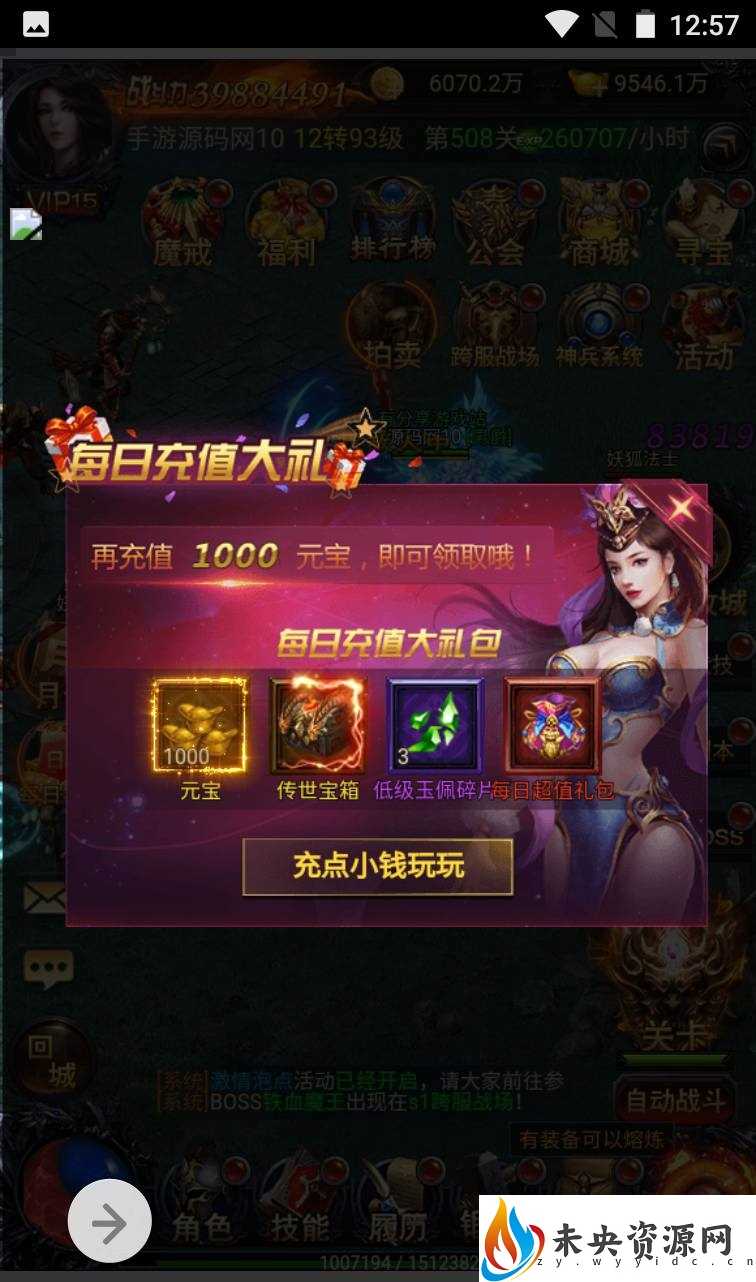 12:57
战斗力39884491
6070.2万
9546.1万
手游源码网10 12转93级 第508关 EXP 260707/小时
VIP15
魔戒 福利 排行榜 公会 商城 寻宝
拍卖 跨服战场 神兵系统 活动
源码网10
83819
妖狐法士
每日充值大礼
再充值 1000 元宝，即可领取哦！
每日充值大礼包
1000
3
元宝 传世宝箱 低级玉佩碎片 每日超值礼包
充点小钱玩玩
关卡
回城
[系统]激情泡点活动已经开启，请大家前往参
[系统]BOSS铁血魔王出现在s1跨服战场!
自动战斗
有装备可以熔炼
角色 技能 履历
1007194 / 1512382
未央资源网
zy.wyyidc.cn